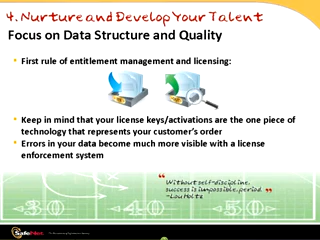 4. Nurture and Develop Your Talent
Focus on Data Structure and Quality
• First rule of entitlement management and licensing:
• Keep in mind that your license keys/activations are the one piece of
technology that represents your customer's order
• Errors in your data become much more visible with a license
enforcement system
"Without self-discipline,
success is impossible, period."
~Lou Holtz
40
50
SafeNet